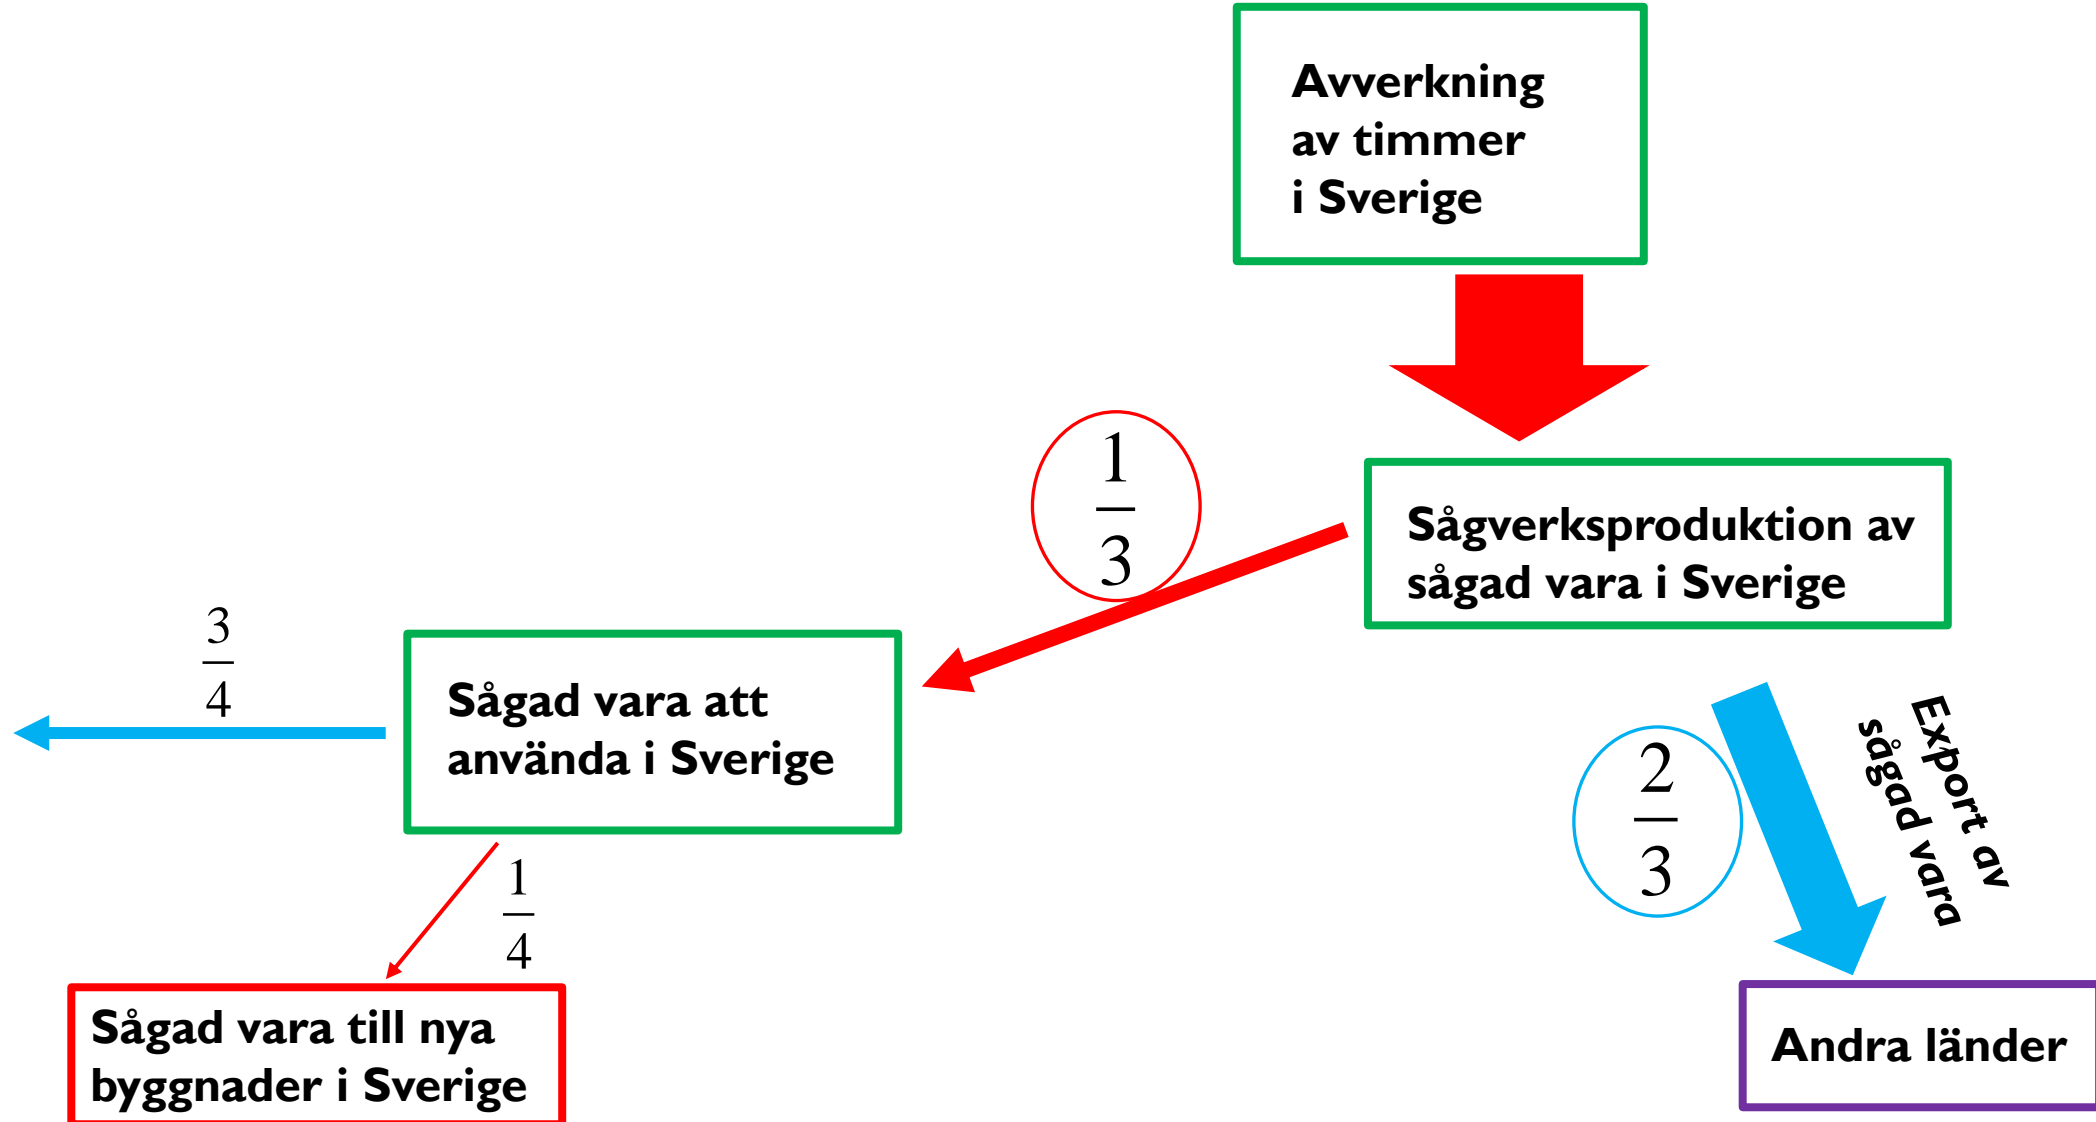 Avverkning
av timmer
i Sverige
1
3
Sågverksproduktion av
sågad vara i Sverige
3
4
Sågad vara att
använda i Sverige
2
3
Export av
sågad vara
1
4
Sågad vara till nya
byggnader i Sverige
Andra länder